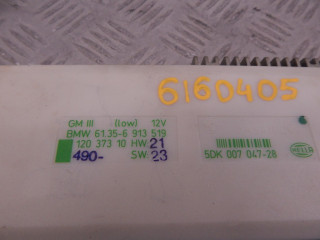 6160405
GM III (low) 12V
BMW 61.35-6 913 519
120 373 10 HW 21
490- SW 23
5DK 007 047-28
HELLA